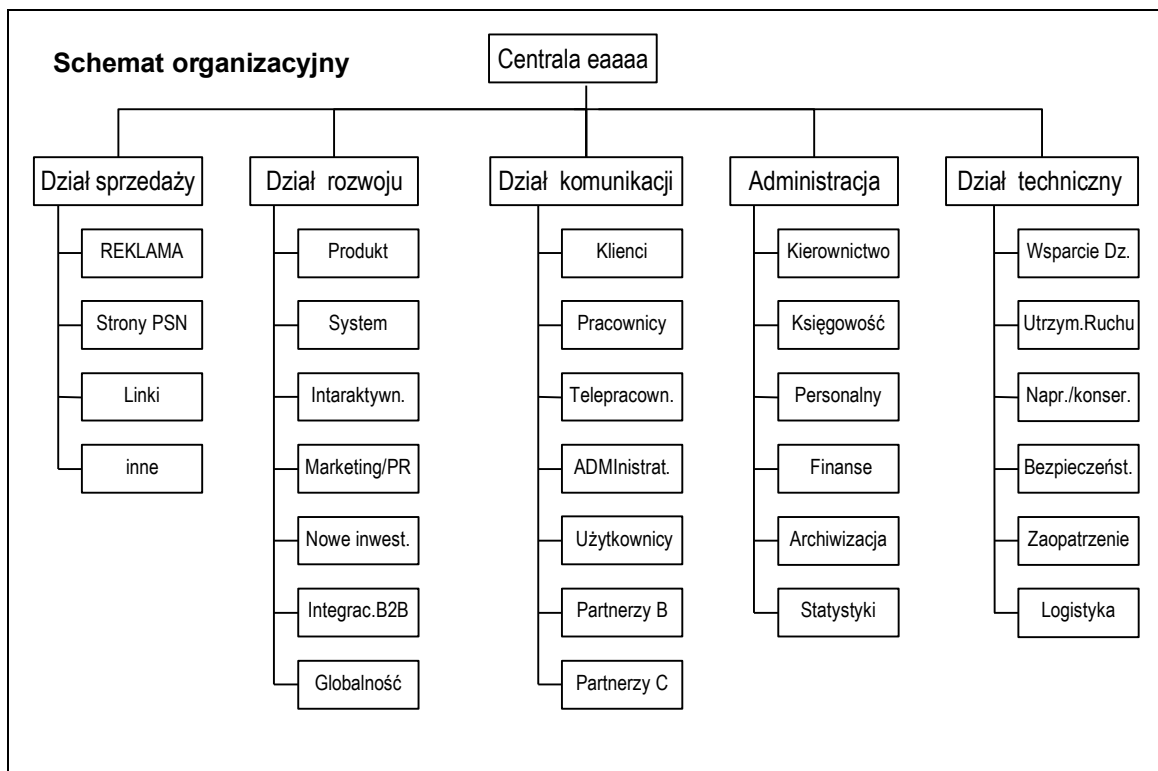 Schemat organizacyjny
Centrala eaaaa
Dział sprzedaży
REKLAMA
Strony PSN
Linki
inne
Dział rozwoju
Produkt
System
Intaraktywn.
Marketing/PR
Nowe inwest.
Integrac.B2B
Globalność
Dział komunikacji
Klienci
Pracownicy
Telepracown.
ADMInistrat.
Użytkownicy
Partnerzy B
Partnerzy C
Administracja
Kierownictwo
Księgowość
Personalny
Finanse
Archiwizacja
Statystyki
Dział techniczny
Wsparcie Dz.
Utrzym.Ruchu
Napr./konser.
Bezpieczeńst.
Zaopatrzenie
Logistyka